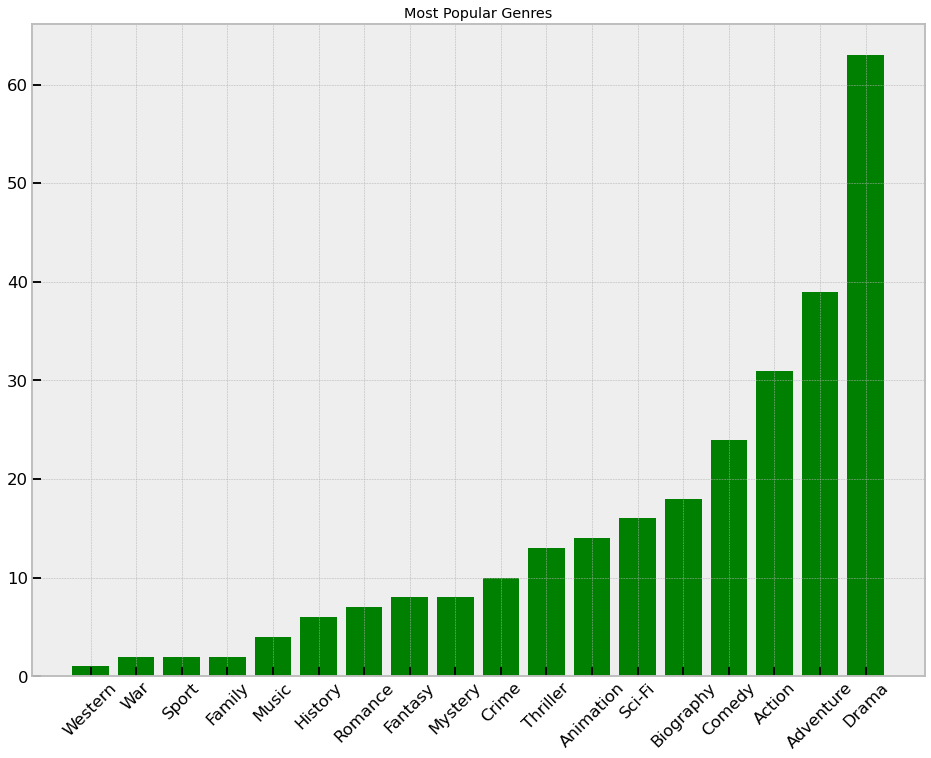 Most Popular Genres
60
50
40
30
20
10
0
Western
War
Sport
Family
Music
History
Romance
Fantasy
Mystery
Crime
Thriller
Animation
Sci-Fi
Biography
Comedy
Action
Adventure
Drama